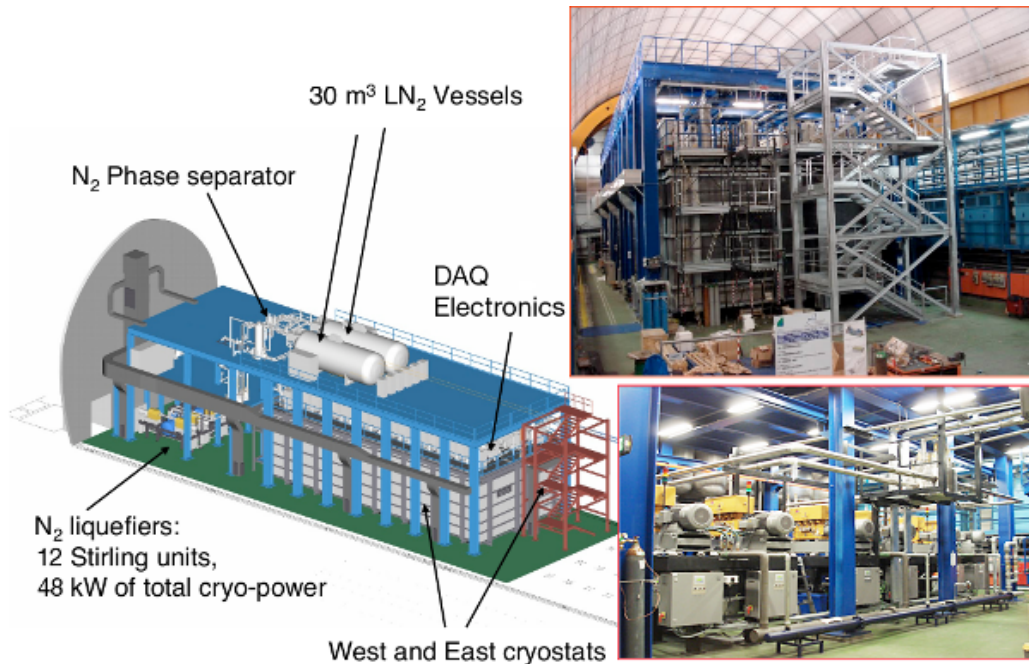 30 m³ LN₂ Vessels
N₂ Phase separator
DAQ
Electronics
N₂ liquefiers:
12 Stirling units,
48 kW of total cryo-power
West and East cryostats